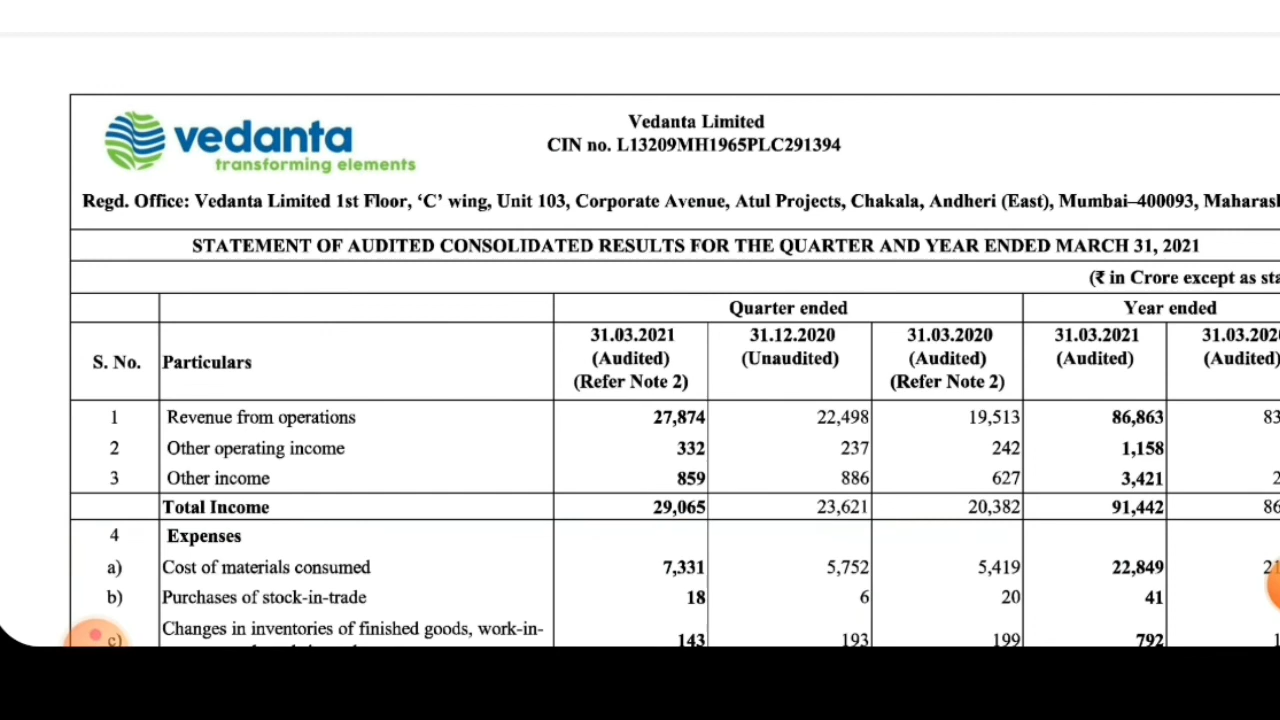 vedanta
transforming elements
Vedanta Limited
CIN no. L13209MH1965PLC291394
Regd. Office: Vedanta Limited 1st Floor, ‘C’ wing, Unit 103, Corporate Avenue, Atul Projects, Chakala, Andheri (East), Mumbai–400093,
STATEMENT OF AUDITED CONSOLIDATED RESULTS FOR THE QUARTER AND YEAR ENDED MARCH 31, 2021
(₹ in Crore except as
Quarter ended Year ended
S. No. Particulars 31.03.2021 (Audited) (Refer Note 2) 31.12.2020 (Unaudited) 31.03.2020 (Audited) (Refer Note 2) 31.03.2021 (Audited) (Audited)
1 Revenue from operations 27,874 22,498 19,513 86,863
2 Other operating income 332 237 242 1,158
3 Other income 859 886 627 3,421
Total Income 29,065 23,621 20,382 91,442
4 Expenses
a) Cost of materials consumed 7,331 5,752 5,419 22,849
b) Purchases of stock-in-trade 18 6 20 41
c) Changes in inventories of finished goods, work-in- 143 193 199 792